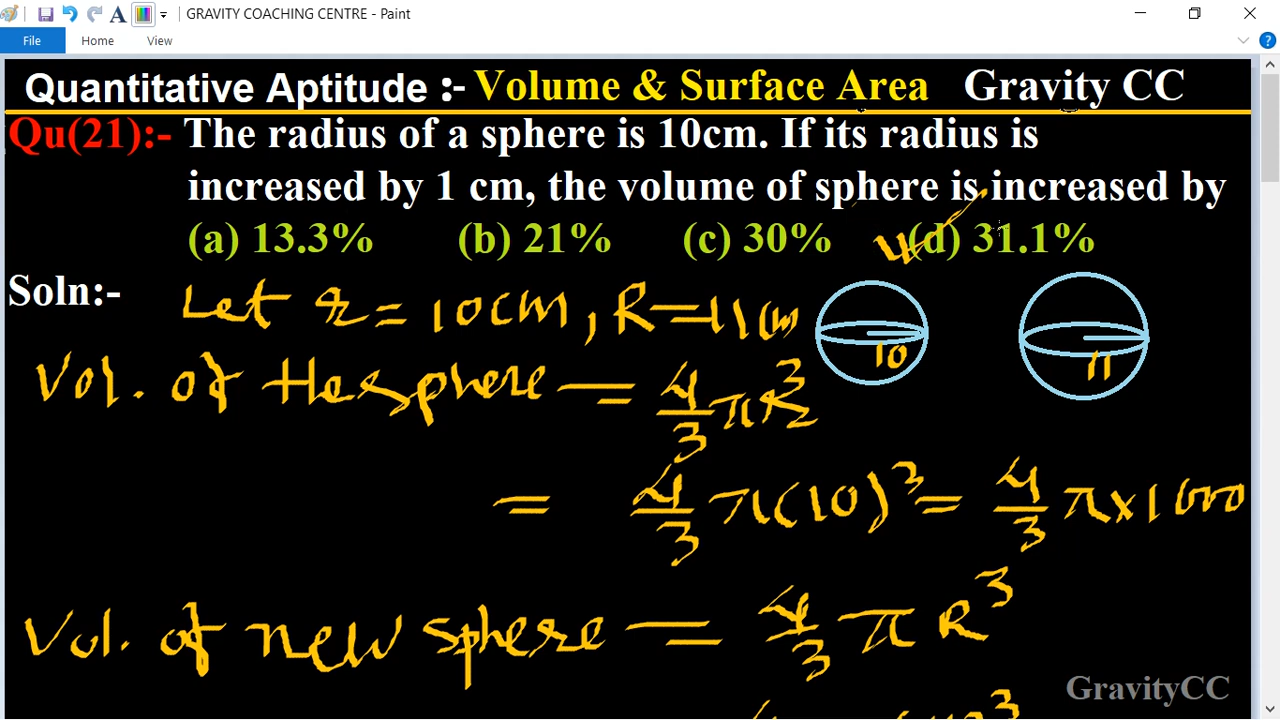 GRAVITY COACHING CENTRE - Paint
File Home View
Quantitative Aptitude :- Volume & Surface Area Gravity CC
Qu(21):- The radius of a sphere is 10cm. If its radius is
increased by 1 cm, the volume of sphere is increased by
(a) 13.3% (b) 21% (c) 30% (d) 31.1%
Soln:- Let r = 10cm, R = 11cm
10 11
Vol. of the sphere = 4/3 πr³
= 4/3 π(10)³ = 4/3 π×1000
Vol. of new sphere = 4/3 πR³
GravityCC